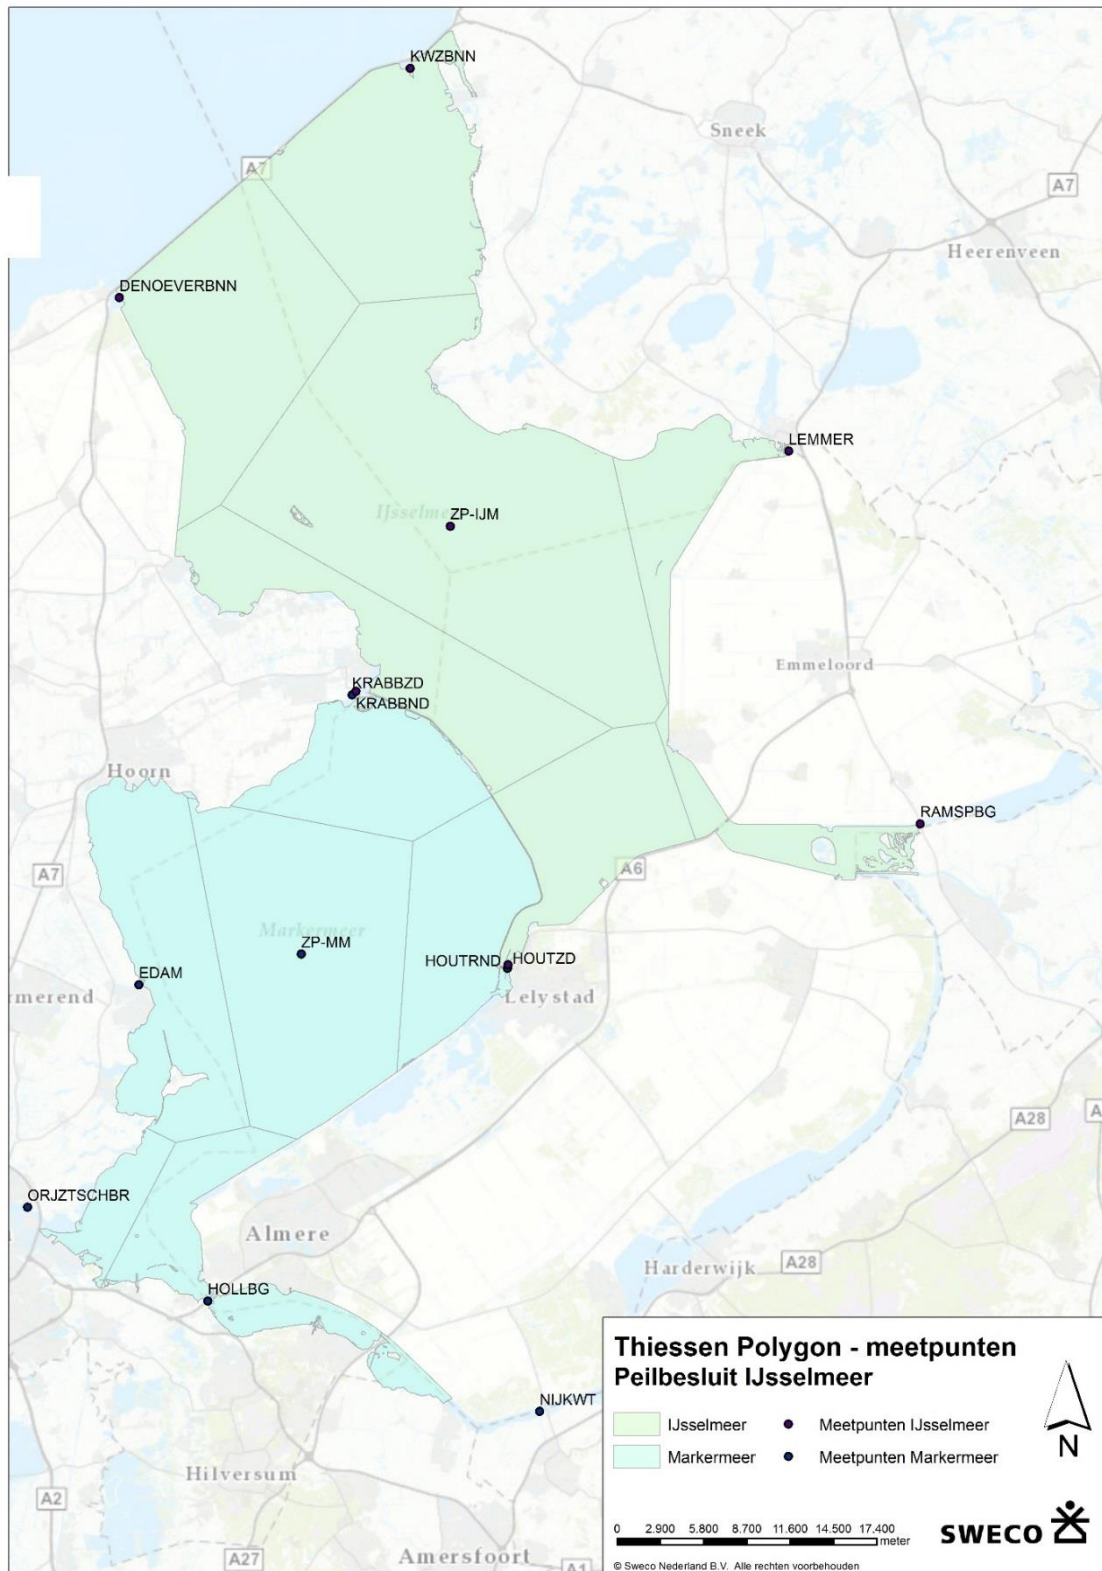 KWZBNN
Sneek
A7
A7
Heerenveen
DENOEVERBNN
LEMMER
ZP-IJM
IJsselme
KRABBZD
Emmeloord
KRABBND
Hoorn
RAMSPBG
A7
A6
Markermeer
ZP-MM
HOUTRND
HOUTZD
EDAM
rmerend
Lelystad
A28
A
ORJZTSCHBR
Almere
Harderwijk
A28
HOLLBG
NIJKWT
Hilversum
A2
A27
Amersfoort
A1
Thiessen Polygon - meetpunten
Peilbesluit IJsselmeer
IJsselmeer
Meetpunten IJsselmeer
Markermeer
Meetpunten Markermeer
N
0 2.900 5.800 8.700 11.600 14.500 17.400
meter
SWECO
© Sweco Nederland B.V. Alle rechten voorbehouden